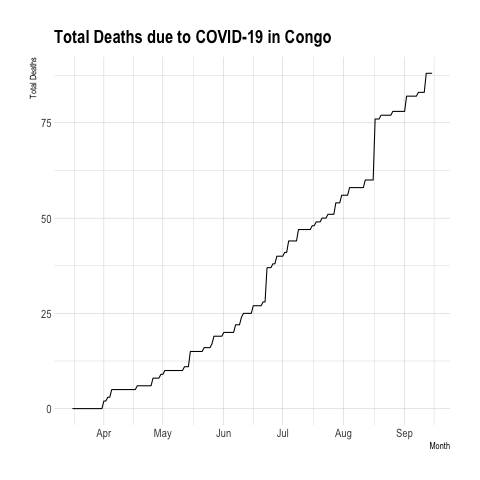 Total Deaths due to COVID-19 in Congo
Total Deaths
75
50
25
0
Apr May Jun Jul Aug Sep
Month